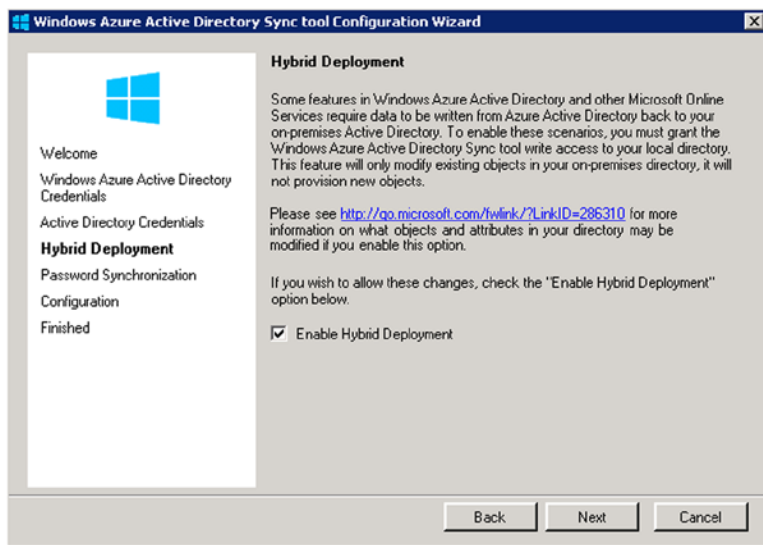 Windows Azure Active Directory Sync tool Configuration Wizard
Welcome
Windows Azure Active Directory
Credentials
Active Directory Credentials
Hybrid Deployment
Password Synchronization
Configuration
Finished
Hybrid Deployment
Some features in Windows Azure Active Directory and other Microsoft Online
Services require data to be written from Azure Active Directory back to your
on-premises Active Directory. To enable these scenarios, you must grant the
Windows Azure Active Directory Sync tool write access to your local directory.
This feature will only modify existing objects in your on-premises directory, it will
not provision new objects.
Please see http://go.microsoft.com/fwlink/?LinkID=286310 for more
information on what objects and attributes in your directory may be
modified if you enable this option.
If you wish to allow these changes, check the "Enable Hybrid Deployment"
option below.
Enable Hybrid Deployment
Back
Next
Cancel